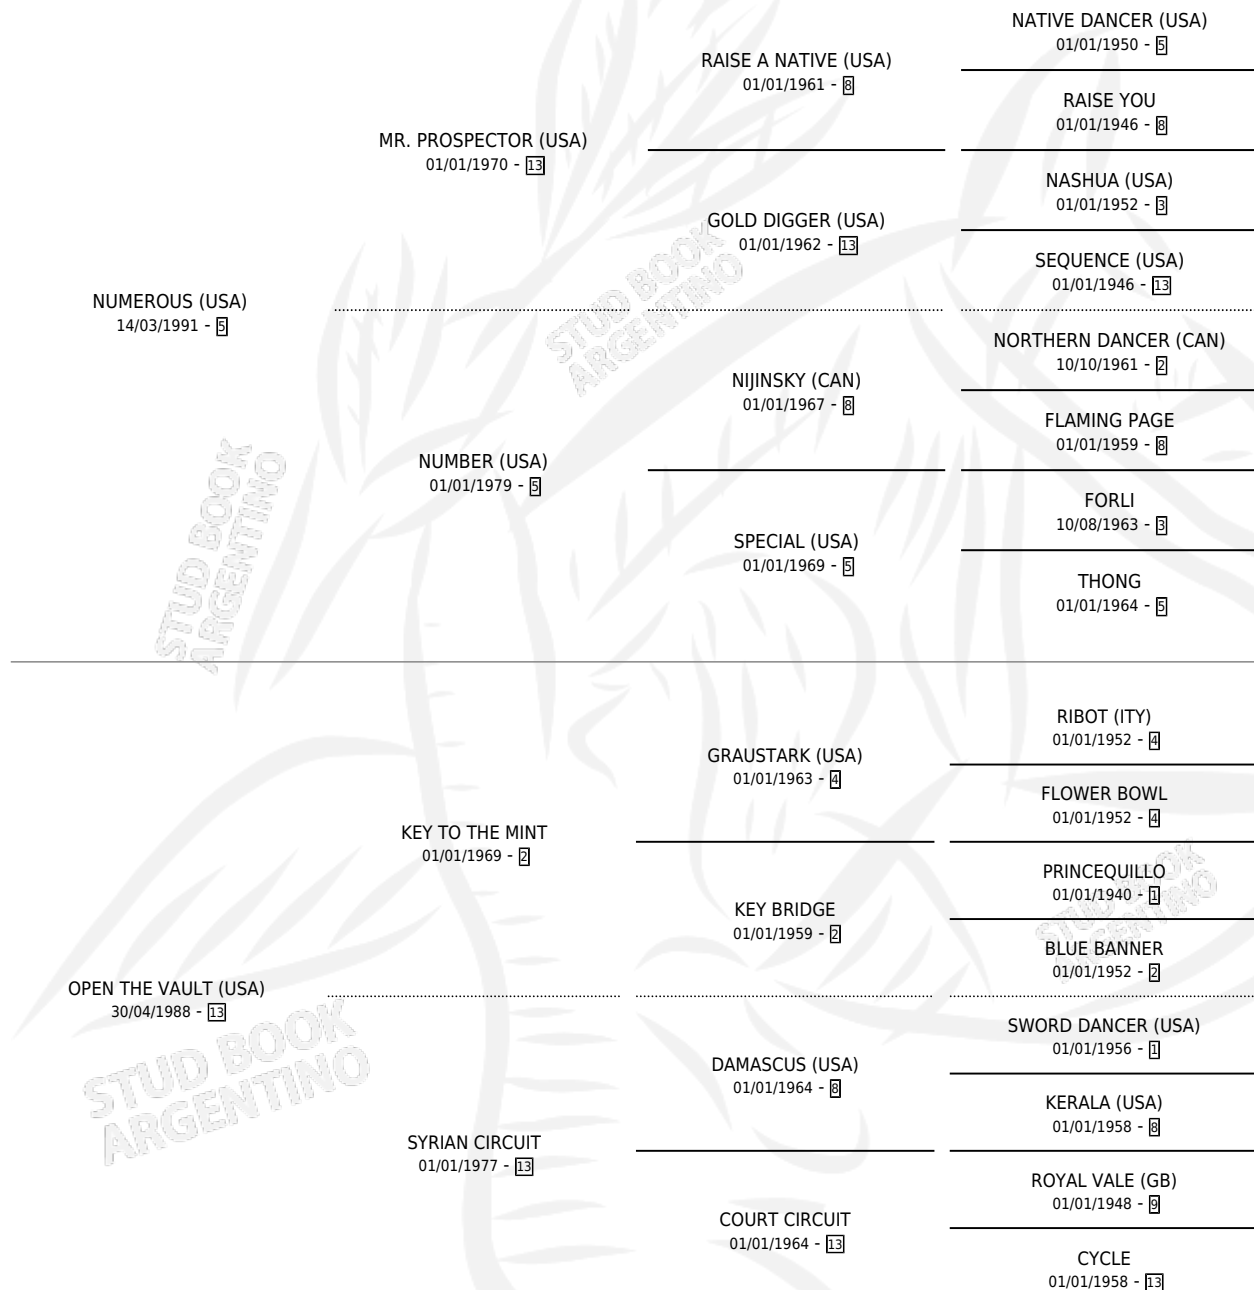 NATIVE DANCER (USA)
01/01/1950 - 5
RAISE A NATIVE (USA)
01/01/1961 - 8
RAISE YOU
01/01/1946 - 8
MR. PROSPECTOR (USA)
01/01/1970 - 13
NASHUA (USA)
01/01/1952 - 3
GOLD DIGGER (USA)
01/01/1962 - 13
SEQUENCE (USA)
01/01/1946 - 13
NUMEROUS (USA)
14/03/1991 - 5
NORTHERN DANCER (CAN)
10/10/1961 - 2
NIJINSKY (CAN)
01/01/1967 - 8
FLAMING PAGE
01/01/1959 - 8
NUMBER (USA)
01/01/1979 - 5
FORLI
10/08/1963 - 3
SPECIAL (USA)
01/01/1969 - 5
THONG
01/01/1964 - 5
RIBOT (ITY)
01/01/1952 - 4
GRAUSTARK (USA)
01/01/1963 - 4
FLOWER BOWL
01/01/1952 - 4
KEY TO THE MINT
01/01/1969 - 2
PRINCEQUILLO
01/01/1940 - 1
KEY BRIDGE
01/01/1959 - 2
BLUE BANNER
01/01/1952 - 2
OPEN THE VAULT (USA)
30/04/1988 - 13
SWORD DANCER (USA)
01/01/1956 - 1
DAMASCUS (USA)
01/01/1964 - 8
KERALA (USA)
01/01/1958 - 8
SYRIAN CIRCUIT
01/01/1977 - 13
ROYAL VALE (GB)
01/01/1948 - 9
COURT CIRCUIT
01/01/1964 - 13
CYCLE
01/01/1958 - 13
STUD BOOK
ARGENTINO
STUD BOOK
ARGENTINO
STUD BOOK
ARGENTINO
STUD BOOK
ARGENTINO